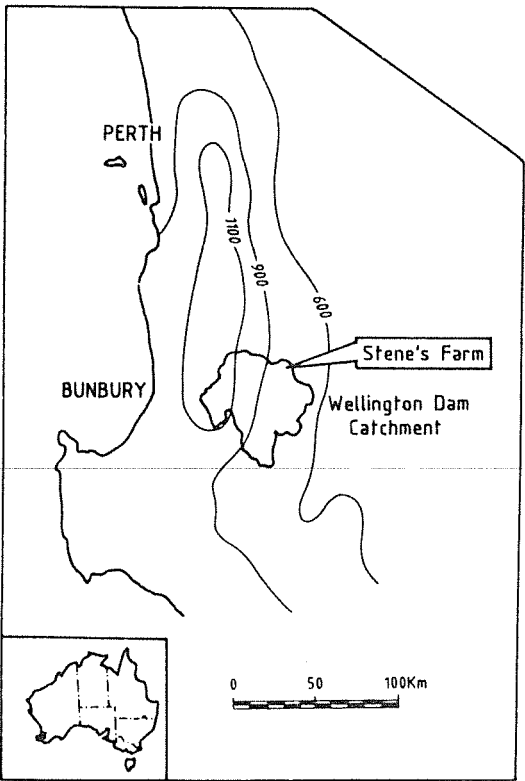 PERTH
1100
900
600
Stene's Farm
BUNBURY
Wellington Dam
Catchment
0 50 100Km